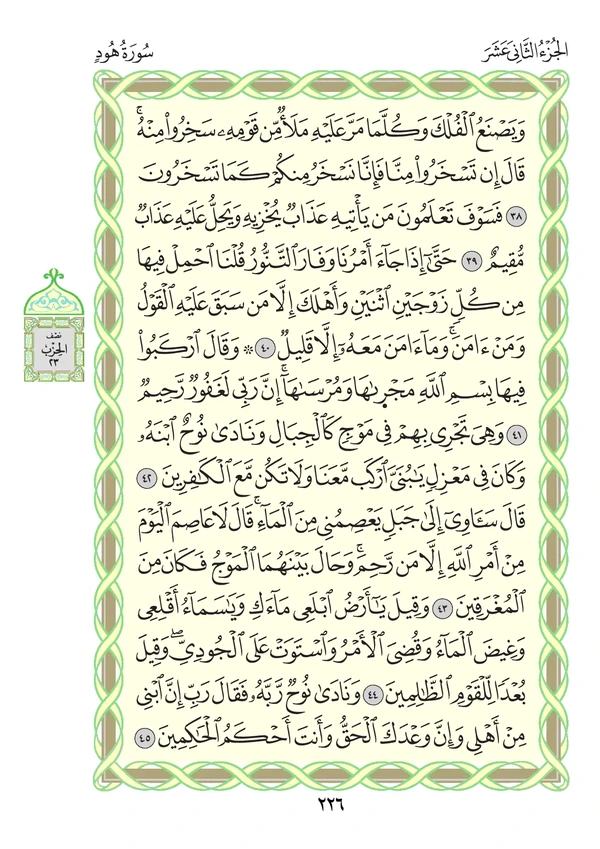 الجُزْءُ الثَّانِيَ عَشَرَ
سُورَةُ هُودٍ
وَيَصْنَعُ ٱلْفُلْكَ وَكُلَّمَا مَرَّ عَلَيْهِ مَلَأٌ مِّن قَوْمِهِۦ سَخِرُوا۟ مِنْهُ ۚ
قَالَ إِن تَسْخَرُوا۟ مِنَّا فَإِنَّا نَسْخَرُ مِنكُمْ كَمَا تَسْخَرُونَ
٣٨ فَسَوْفَ تَعْلَمُونَ مَن يَأْتِيهِ عَذَابٌ يُخْزِيهِ وَيَحِلُّ عَلَيْهِ عَذَابٌ
مُّقِيمٌ ٣٩ حَتَّىٰٓ إِذَا جَآءَ أَمْرُنَا وَفَارَ ٱلتَّنُّورُ قُلْنَا ٱحْمِلْ فِيهَا
مِن كُلٍّ زَوْجَيْنِ ٱثْنَيْنِ وَأَهْلَكَ إِلَّا مَن سَبَقَ عَلَيْهِ ٱلْقَوْلُ
وَمَنْ ءَامَنَ ۚ وَمَآ ءَامَنَ مَعَهُۥٓ إِلَّا قَلِيلٌ ٤٠ ۞ وَقَالَ ٱرْكَبُوا۟
فِيهَا بِسْمِ ٱللَّهِ مَجْر۪ىٰهَا وَمُرْسَىٰهَآ ۚ إِنَّ رَبِّى لَغَفُورٌ رَّحِيمٌ
٤١ وَهِىَ تَجْرِى بِهِمْ فِى مَوْجٍ كَٱلْجِبَالِ وَنَادَىٰ نُوحٌ ٱبْنَهُۥ
وَكَانَ فِى مَعْزِلٍ يَٰبُنَىَّ ٱرْكَب مَّعَنَا وَلَا تَكُن مَّعَ ٱلْكَٰفِرِينَ ٤٢
قَالَ سَـَٔاوِىٓ إِلَىٰ جَبَلٍ يَعْصِمُنِى مِنَ ٱلْمَآءِ ۚ قَالَ لَا عَاصِمَ ٱلْيَوْمَ
مِنْ أَمْرِ ٱللَّهِ إِلَّا مَن رَّحِمَ ۚ وَحَالَ بَيْنَهُمَا ٱلْمَوْجُ فَكَانَ مِنَ
ٱلْمُغْرَقِينَ ٤٣ وَقِيلَ يَٰٓأَرْضُ ٱبْلَعِى مَآءَكِ وَيَٰسَمَآءُ أَقْلِعِى
وَغِيضَ ٱلْمَآءُ وَقُضِىَ ٱلْأَمْرُ وَٱسْتَوَتْ عَلَى ٱلْجُودِىِّ ۖ وَقِيلَ
بُعْدًا لِّلْقَوْمِ ٱلظَّٰلِمِينَ ٤٤ وَنَادَىٰ نُوحٌ رَّبَّهُۥ فَقَالَ رَبِّ إِنَّ ٱبْنِى
مِنْ أَهْلِى وَإِنَّ وَعْدَكَ ٱلْحَقُّ وَأَنتَ أَحْكَمُ ٱلْحَٰكِمِينَ ٤٥
نصف
الحزب
٢٣
٢٢٦